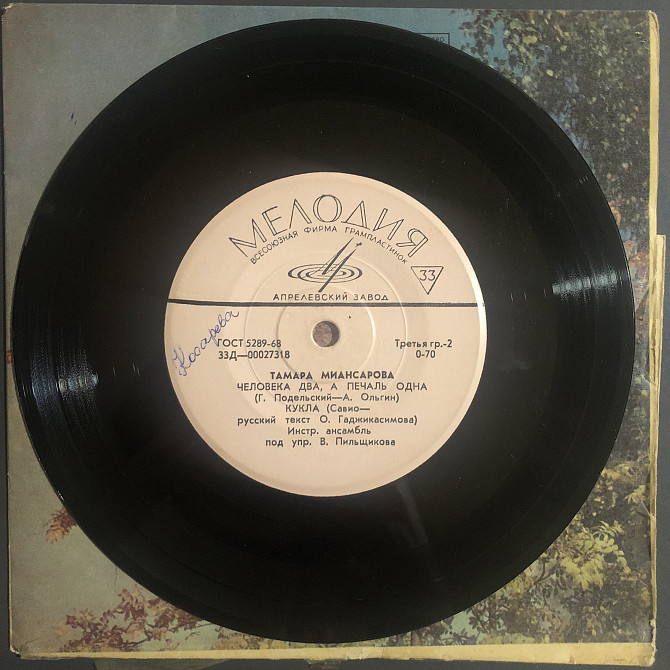 МЕЛОДИЯ
ВСЕСОЮЗНАЯ ФИРМА ГРАМПЛАСТИНОК
33
АПРЕЛЕВСКИЙ ЗАВОД
Косарева
ГОСТ 5289-68 Третья гр.-2
33Д—00027318 0-70
ТАМАРА МИАНСАРОВА
ЧЕЛОВЕКА ДВА, А ПЕЧАЛЬ ОДНА
(Г. Подельский—А. Ольгин)
КУКЛА (Савио—
русский текст О. Гаджикасимова)
Инстр. ансамбль
под упр. В. Пильщикова